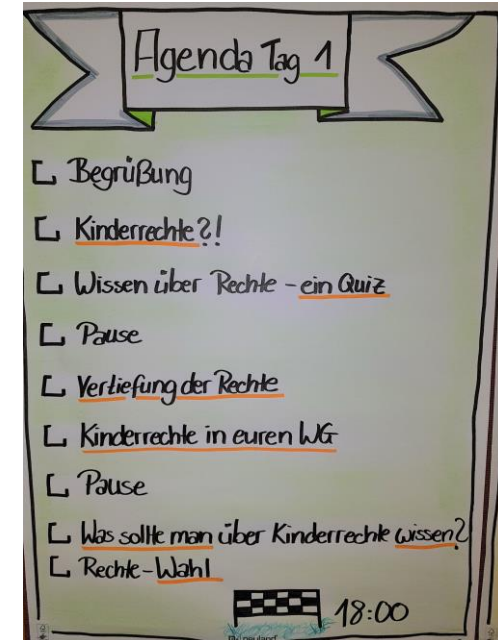 Agenda Tag 1
Begrüßung
Kinderrechte?!
Wissen über Rechte - ein Quiz
Pause
Vertiefung der Rechte
Kinderrechte in euren WG
Pause
Was sollte man über Kinderrechte wissen?
Rechte-Wahl
18:00
neuland